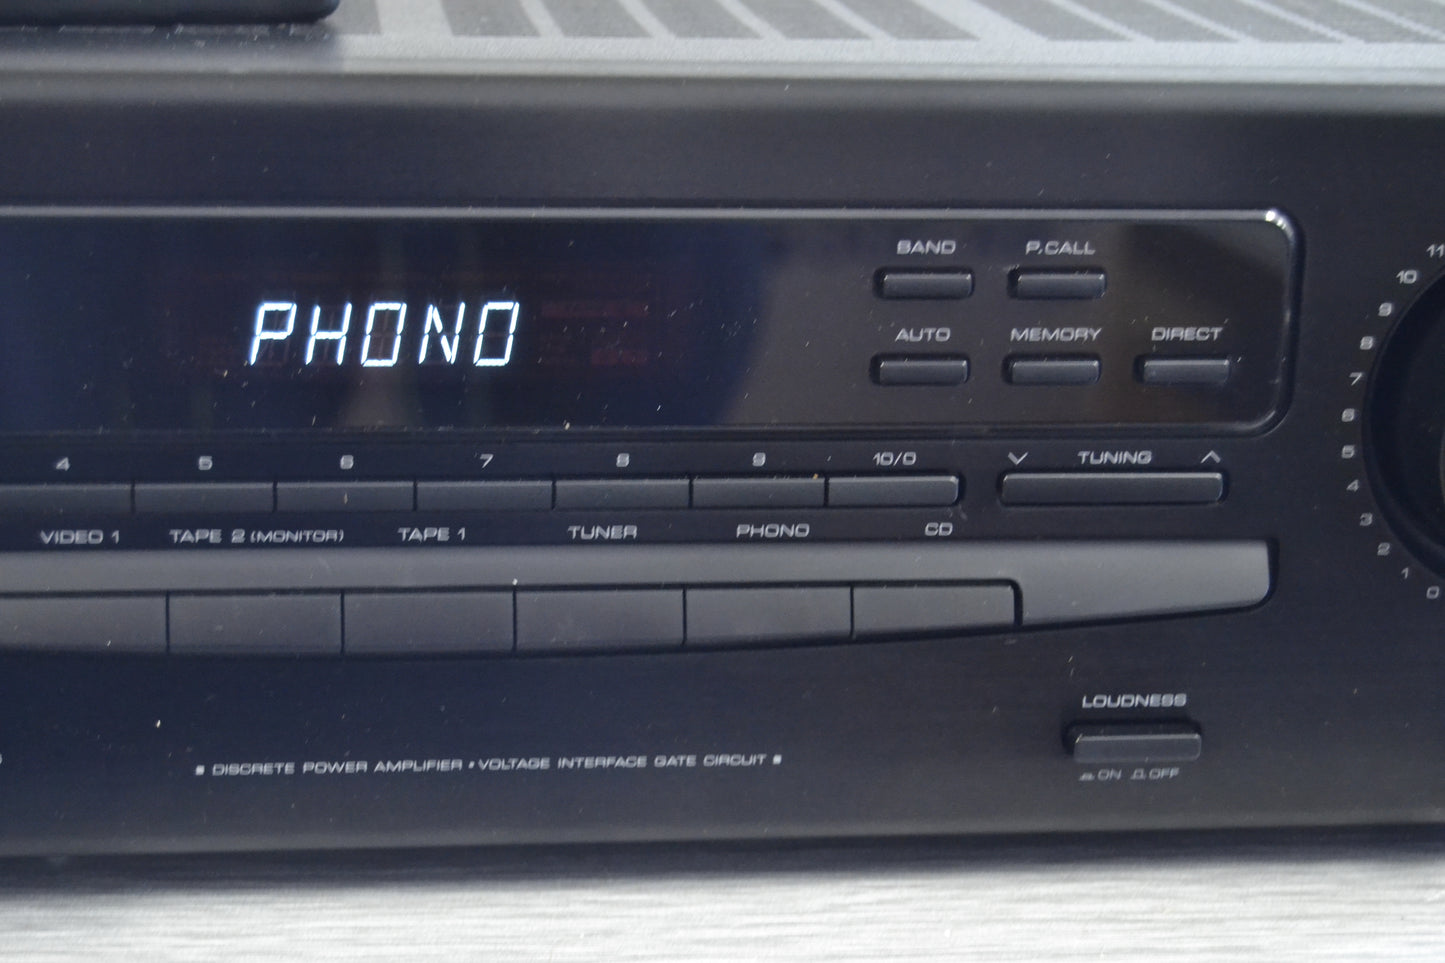 BAND P.CALL
PHONO
AUTO MEMORY DIRECT
4 5 6 7 8 9 10/0 TUNING
VIDEO 1 TAPE 2 (MONITOR) TAPE 1 TUNER PHONO CD
11
10
9
8
7
6
5
4
3
2
1
0
LOUDNESS
ON OFF
▪ DISCRETE POWER AMPLIFIER • VOLTAGE INTERFACE GATE CIRCUIT ▪